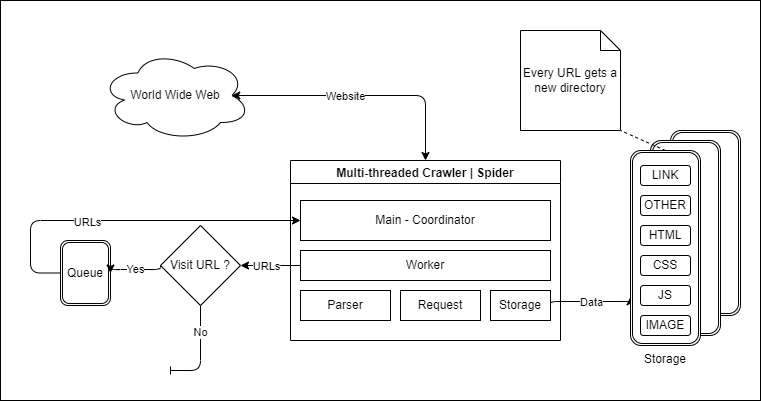 Every URL gets a
new directory
World Wide Web
Website
Multi-threaded Crawler | Spider
LINK
Main - Coordinator
OTHER
URLs
HTML
Queue
Yes
Visit URL ?
URLs
Worker
CSS
Parser
Request
Storage
Data
JS
No
IMAGE
Storage